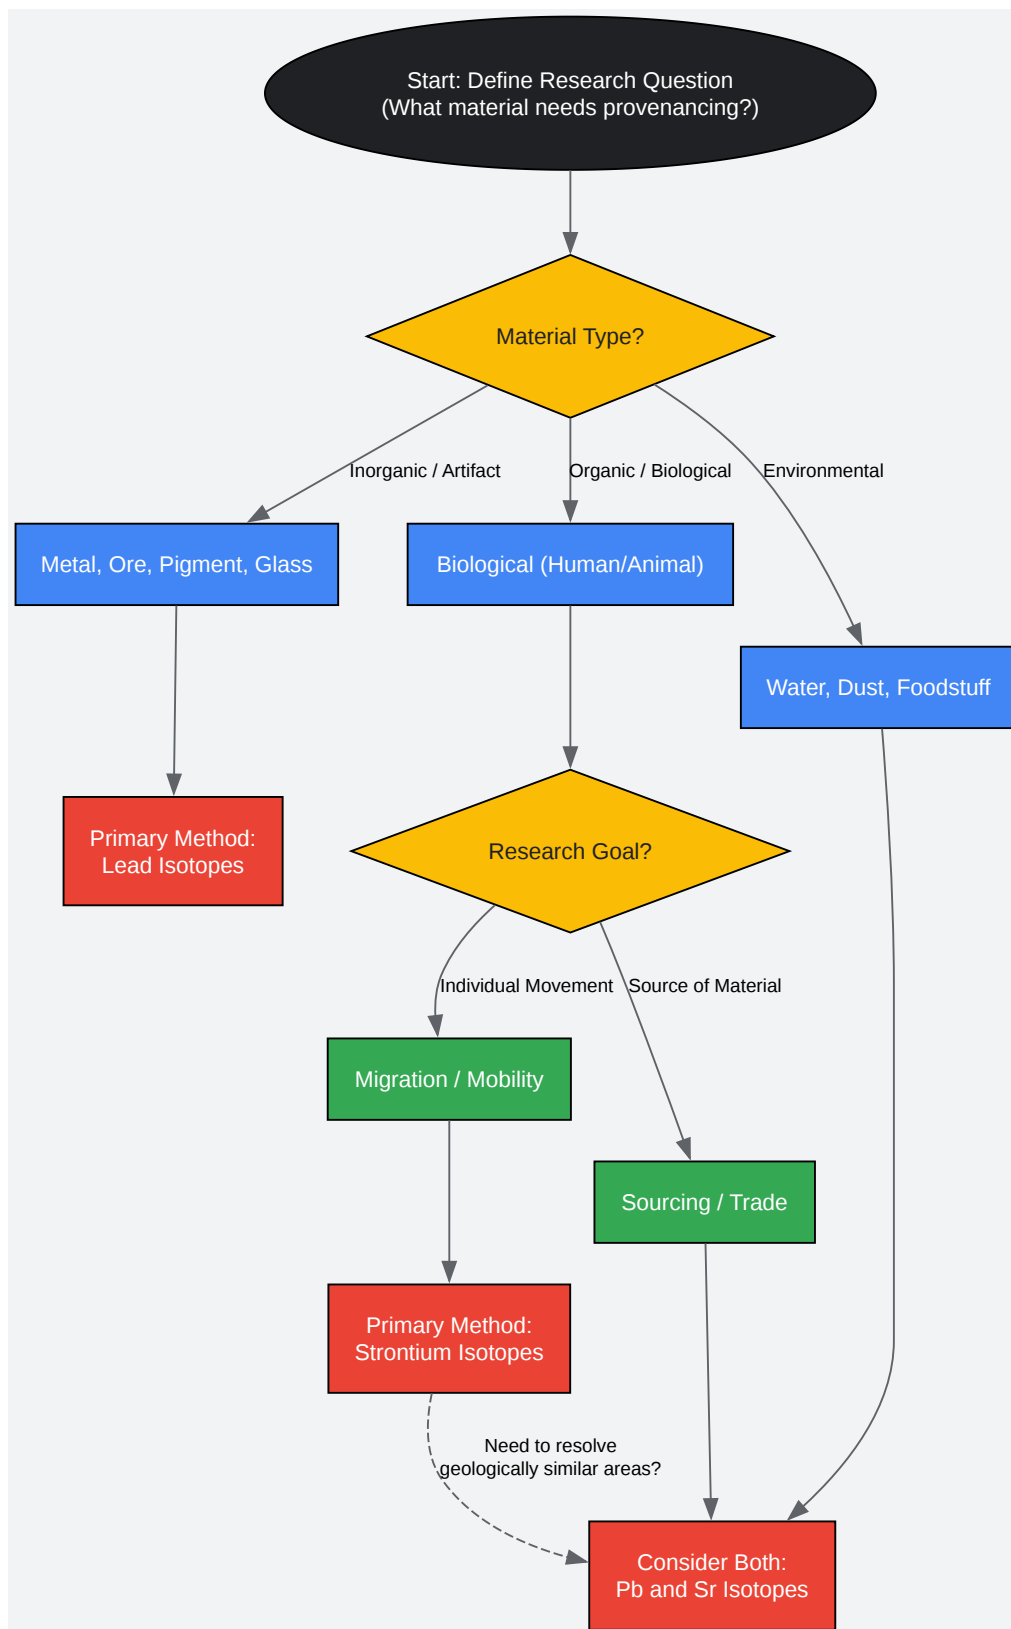 Start: Define Research Question
(What material needs provenancing?)
Material Type?
Inorganic / Artifact
Organic / Biological
Environmental
Metal, Ore, Pigment, Glass
Biological (Human/Animal)
Water, Dust, Foodstuff
Primary Method:
Lead Isotopes
Research Goal?
Individual Movement
Source of Material
Migration / Mobility
Sourcing / Trade
Primary Method:
Strontium Isotopes
Need to resolve
geologically similar areas?
Consider Both:
Pb and Sr Isotopes